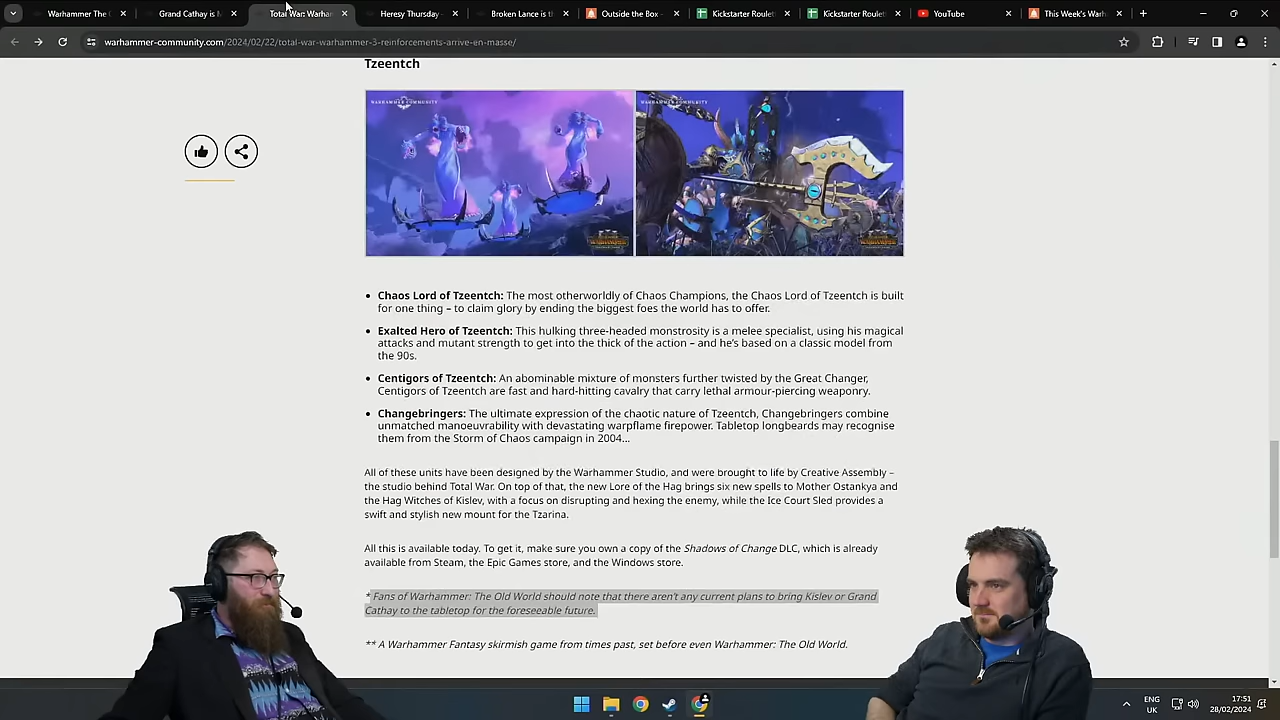 Warhammer The O
Grand Cathay is N
Total War: Warhan
Heresy Thursday -
Broken Lance is th
Outside the Box -
Kickstarter Roulet
Kickstarter Roulet
YouTube
This Week's Warh
warhammer-community.com/2024/02/22/total-war-warhammer-3-reinforcements-arrive-en-masse/
Tzeentch
WARHAMMER COMMUNITY
WARHAMMER COMMUNITY
• Chaos Lord of Tzeentch: The most otherworldly of Chaos Champions, the Chaos Lord of Tzeentch is built
for one thing – to claim glory by ending the biggest foes the world has to offer.
• Exalted Hero of Tzeentch: This hulking three-headed monstrosity is a melee specialist, using his magical
attacks and mutant strength to get into the thick of the action – and he's based on a classic model from
the 90s.
• Centigors of Tzeentch: An abominable mixture of monsters further twisted by the Great Changer,
Centigors of Tzeentch are fast and hard-hitting cavalry that carry lethal armour-piercing weaponry.
• Changebringers: The ultimate expression of the chaotic nature of Tzeentch, Changebringers combine
unmatched manoeuvrability with devastating warpflame firepower. Tabletop longbeards may recognise
them from the Storm of Chaos campaign in 2004...
All of these units have been designed by the Warhammer Studio, and were brought to life by Creative Assembly –
the studio behind Total War. On top of that, the new Lore of the Hag brings six new spells to Mother Ostankya and
the Hag Witches of Kislev, with a focus on disrupting and hexing the enemy, while the Ice Court Sled provides a
swift and stylish new mount for the Tzarina.
All this is available today. To get it, make sure you own a copy of the Shadows of Change DLC, which is already
available from Steam, the Epic Games store, and the Windows store.
* Fans of Warhammer: The Old World should note that there aren't any current plans to bring Kislev or Grand
Cathay to the tabletop for the foreseeable future.
** A Warhammer Fantasy skirmish game from times past, set before even Warhammer: The Old World.
ENG
UK
17:51
28/02/2024